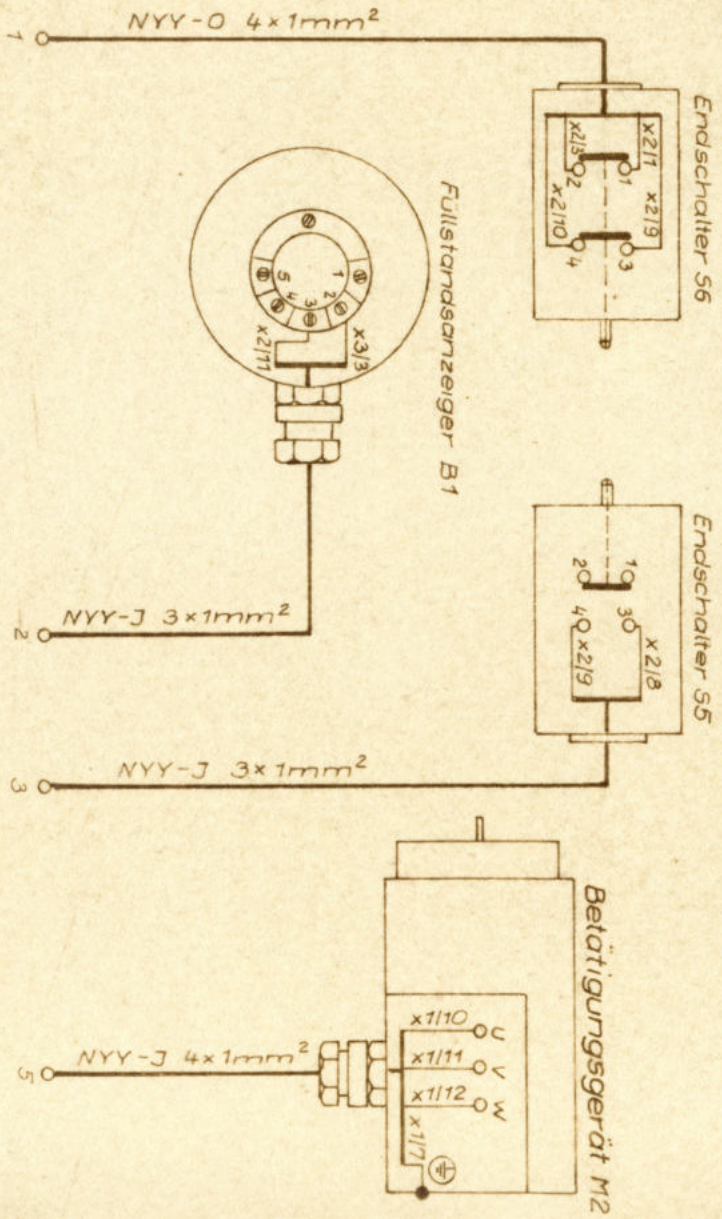 NYY-O 4×1mm²
1
Endschalter S6
x2/3
x2/1
2
1
x2/10
x2/9
4
3
Füllstandsanzeiger B1
5
4
3
2
1
x2/11
x3/3
NYY-J 3×1mm²
2
Endschalter S5
2
1
4
3
x2/9
x2/8
NYY-J 3×1mm²
3
Betätigungsgerät M2
x1/10
U
x1/11
V
x1/12
W
x1/7
NYY-J 4×1mm²
5